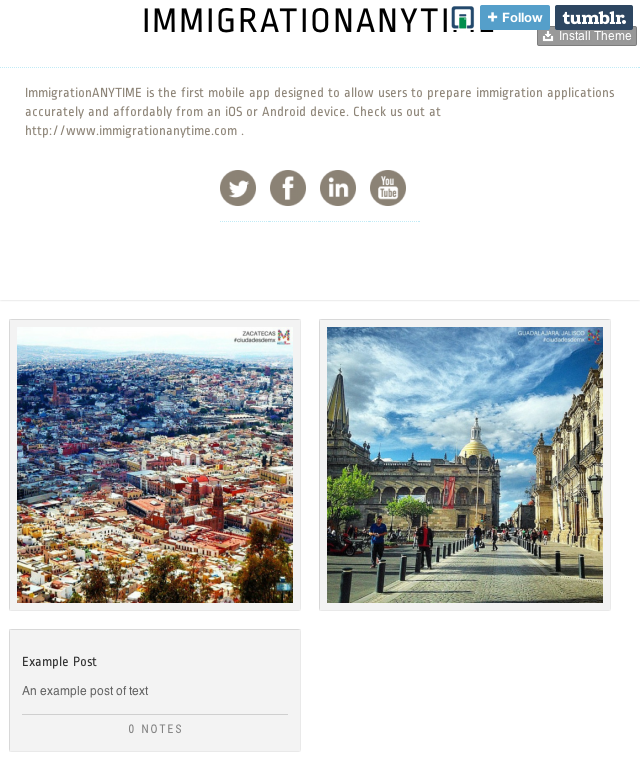 IMMIGRATIONANYTIME
Follow
tumblr.
Install Theme
ImmigrationANYTIME is the first mobile app designed to allow users to prepare immigration applications
accurately and affordably from an iOS or Android device. Check us out at
http://www.immigrationanytime.com .
in
You
Tube
ZACATECAS
#ciudadesdemx
GUADALAJARA, JALISCO
#ciudadesdemx
Example Post
An example post of text
0 NOTES